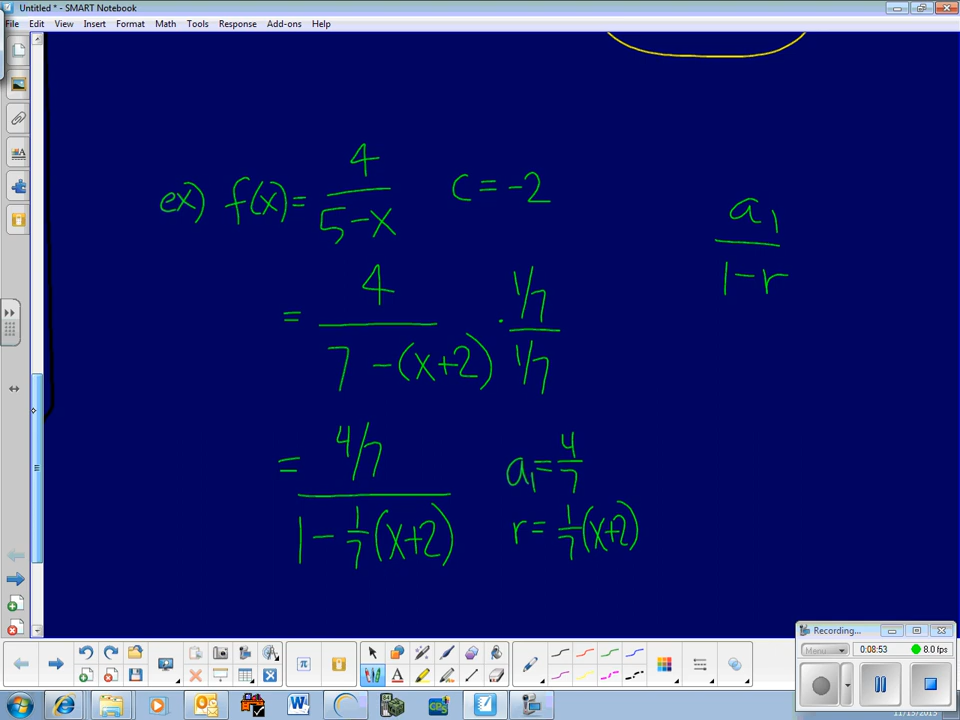 Untitled * - SMART Notebook
File Edit View Insert Format Math Tools Response Add-ons Help
ex) f(x) = 4/(5-x) c = -2
a₁/(1-r)
= 4/(7-(x+2)) · (1/7)/(1/7)
= (4/7)/(1 - 1/7(x+2))
a₁ = 4/7
r = 1/7(x+2)
Recording...
Menu 0:08:53 8.0 fps